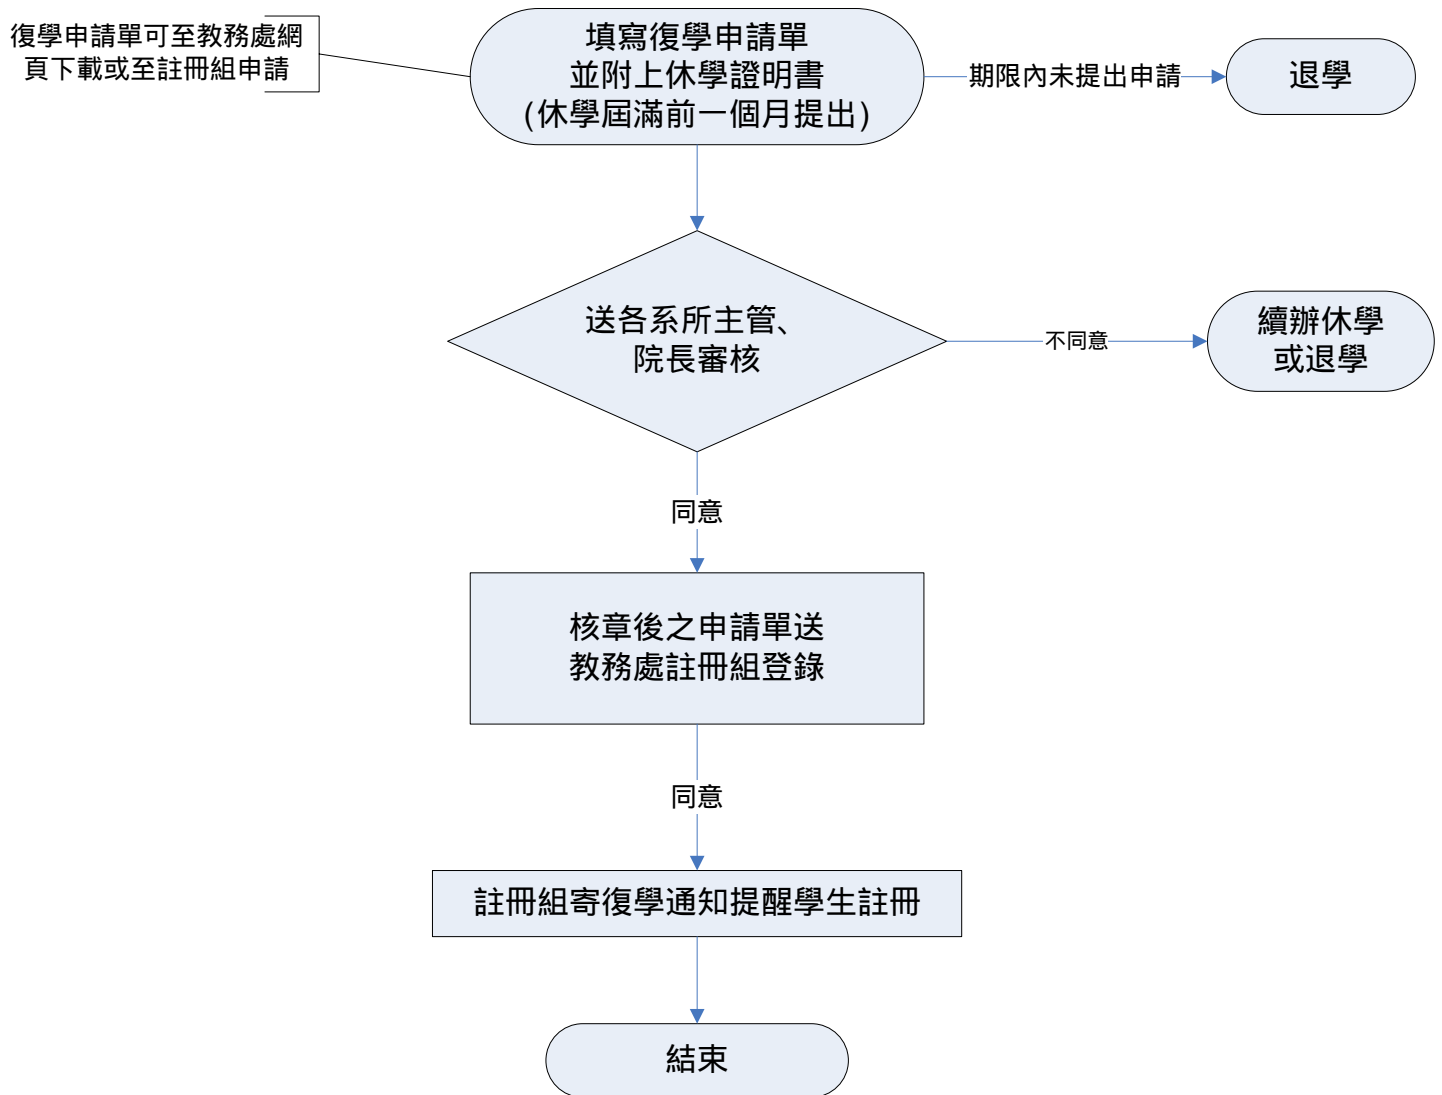 復學申請單可至教務處網
頁下載或至註冊組申請
填寫復學申請單
並附上休學證明書
(休學屆滿前一個月提出)
期限內未提出申請
退學
送各系所主管、
院長審核
不同意
續辦休學
或退學
同意
核章後之申請單送
教務處註冊組登錄
同意
註冊組寄復學通知提醒學生註冊
結束